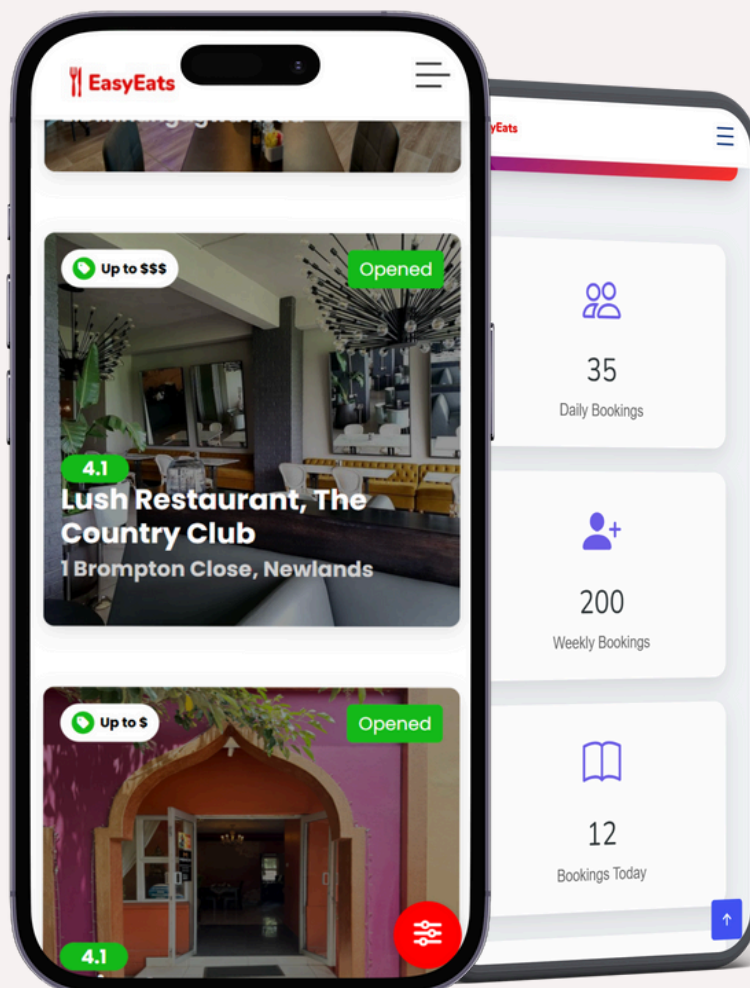 EasyEats
Up to $$$
Opened
4.1
Lush Restaurant, The
Country Club
1 Brompton Close, Newlands
Up to $
Opened
4.1
yEats
35
Daily Bookings
200
Weekly Bookings
12
Bookings Today